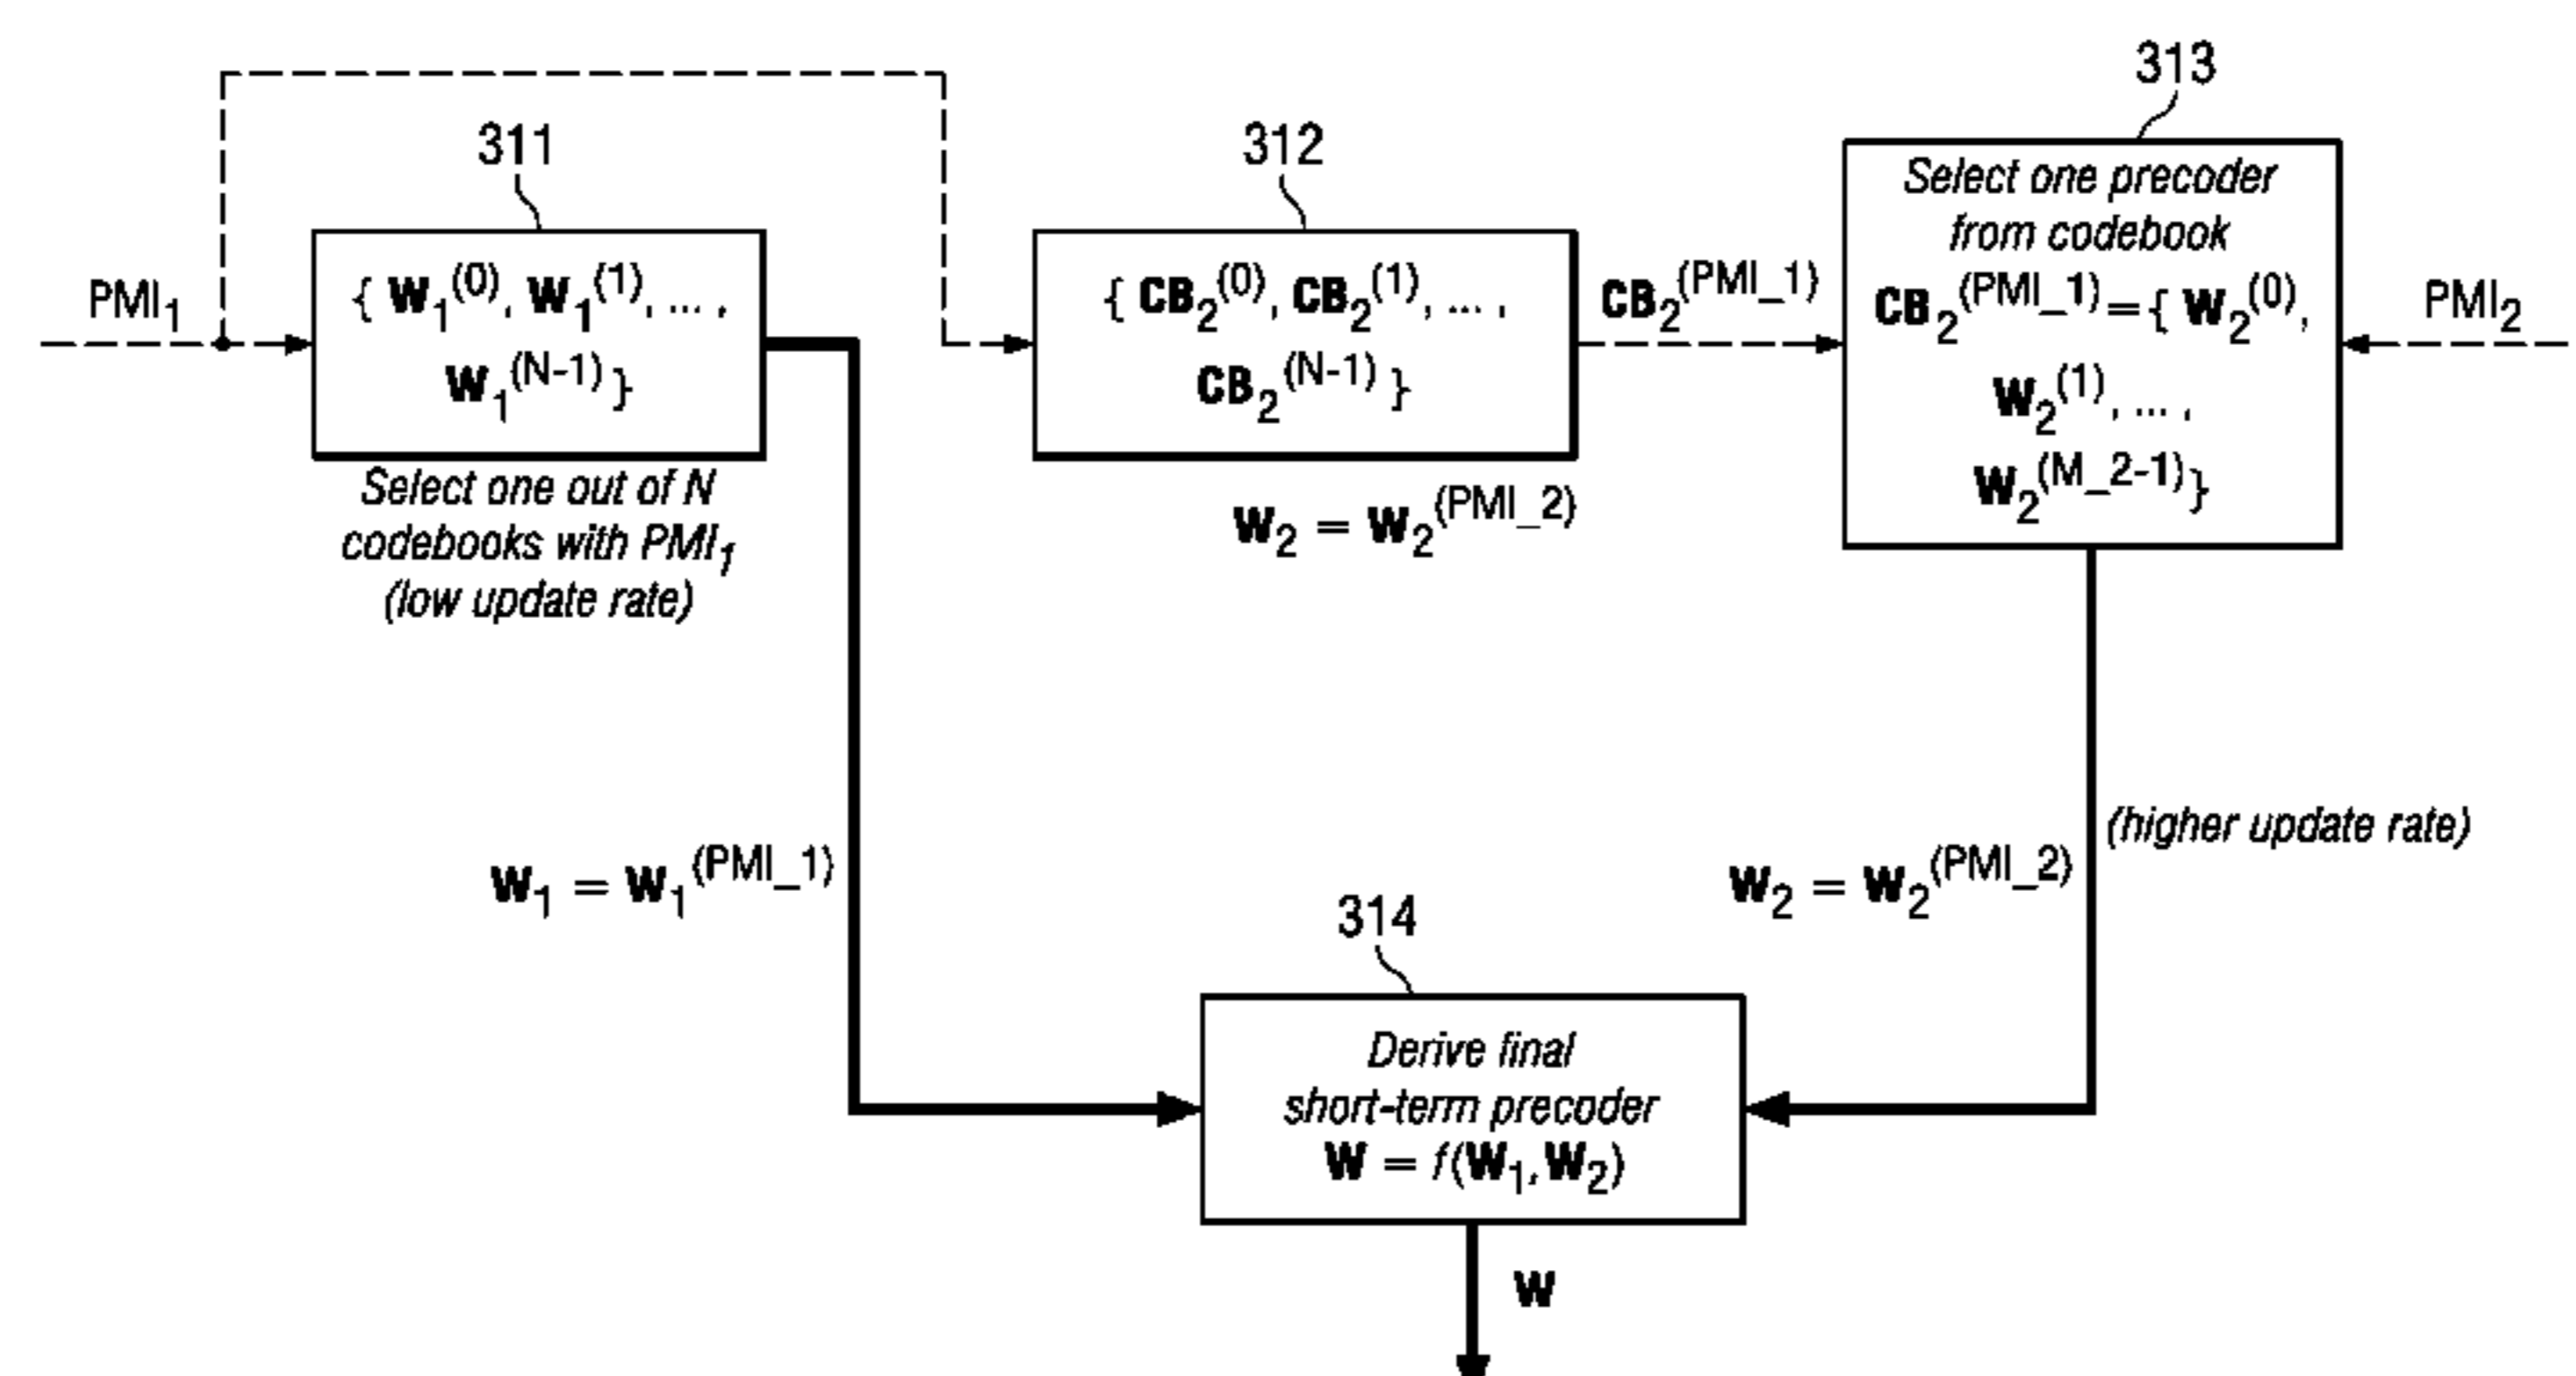 313
311
312
Select one precoder
from codebook
CB₂^(PMI_1)={ W₂^(0),
W₂^(1), ... ,
W₂^(M_2-1)}
PMI₁
{ W₁^(0), W₁^(1), ... ,
W₁^(N-1) }
{ CB₂^(0), CB₂^(1), ... ,
CB₂^(N-1) }
CB₂^(PMI_1)
PMI₂
Select one out of N
codebooks with PMI₁
(low update rate)
W₂ = W₂^(PMI_2)
W₁ = W₁^(PMI_1)
W₂ = W₂^(PMI_2)
(higher update rate)
314
Derive final
short-term precoder
W = f(W₁, W₂)
W